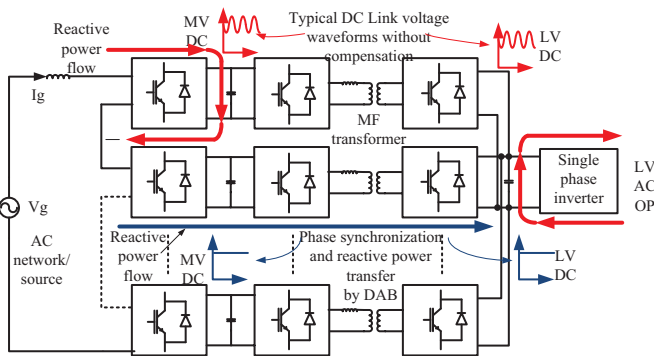 Reactive
power
flow
MV
DC
Typical DC Link voltage
waveforms without
compensation
LV
DC
Ig
MF
transformer
Single
phase
inverter
LV
AC
OP
Vg
AC
network/
source
Reactive
power
flow
MV
DC
Phase synchronization
and reactive power
transfer
by DAB
LV
DC